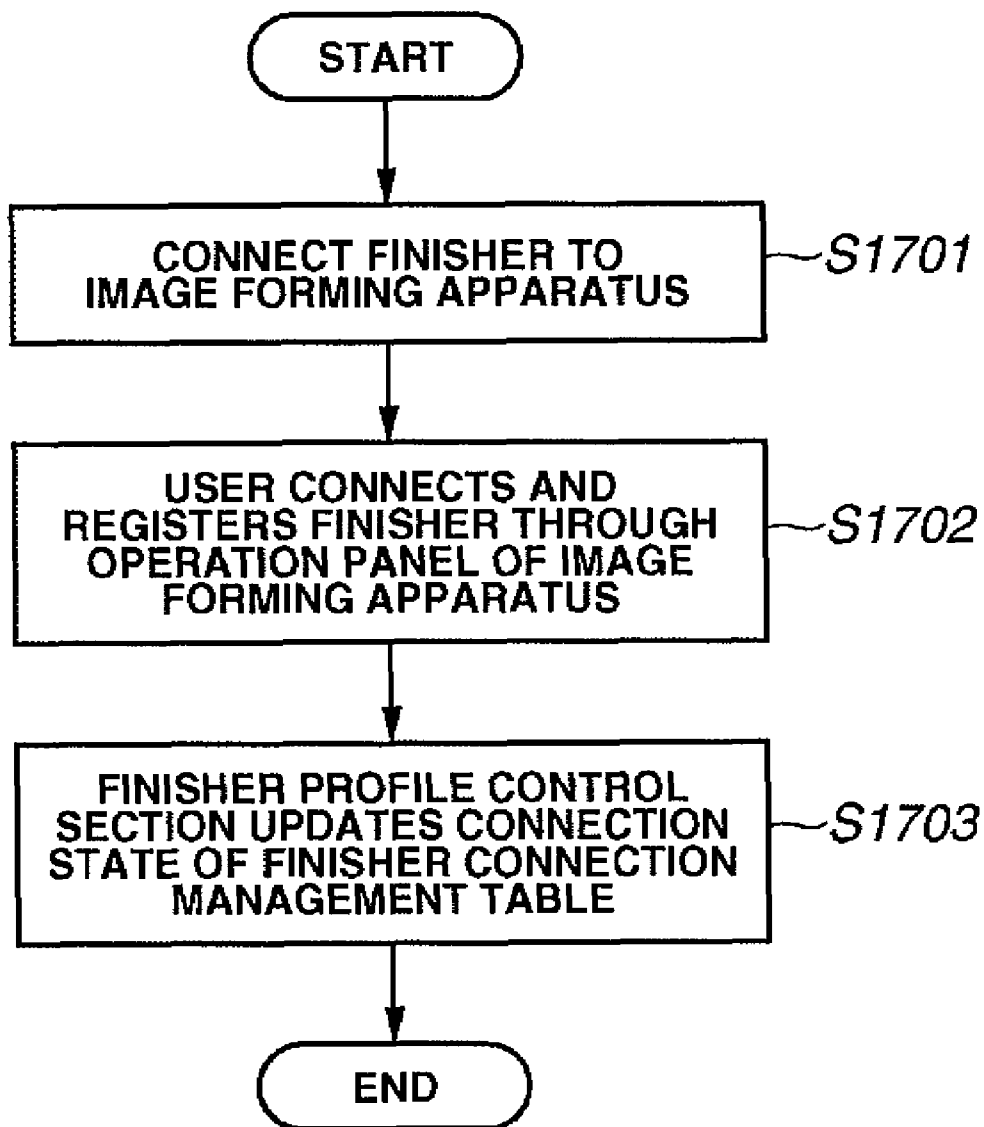 START
CONNECT FINISHER TO
IMAGE FORMING APPARATUS
S1701
USER CONNECTS AND
REGISTERS FINISHER THROUGH
OPERATION PANEL OF IMAGE
FORMING APPARATUS
S1702
FINISHER PROFILE CONTROL
SECTION UPDATES CONNECTION
STATE OF FINISHER CONNECTION
MANAGEMENT TABLE
S1703
END